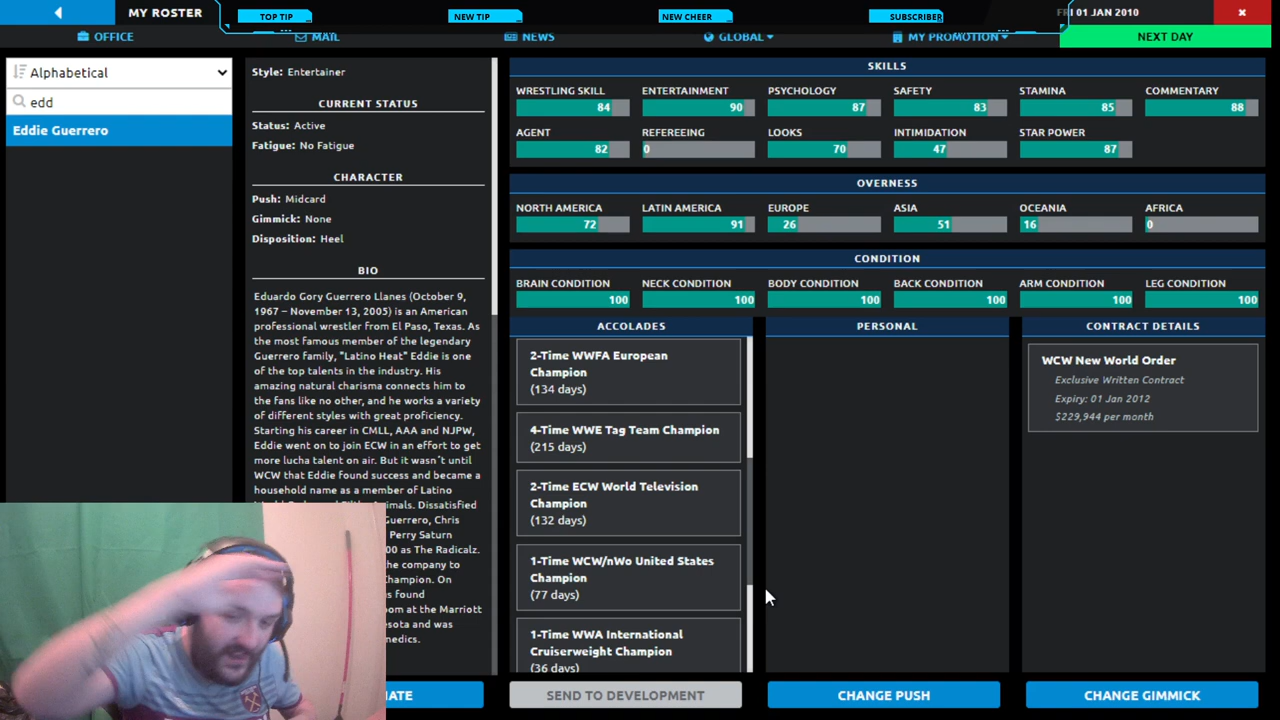 MY ROSTER
TOP TIP
NEW TIP
NEW CHEER
SUBSCRIBER
FRI 01 JAN 2010
OFFICE
MAIL
NEWS
GLOBAL
MY PROMOTION
NEXT DAY
Alphabetical
edd
Eddie Guerrero
Style: Entertainer
CURRENT STATUS
Status: Active
Fatigue: No Fatigue
CHARACTER
Push: Midcard
Gimmick: None
Disposition: Heel
BIO
Eduardo Gory Guerrero Llanes (October 9,
1967 – November 13, 2005) is an American
professional wrestler from El Paso, Texas. As
the most famous member of the legendary
Guerrero family, "Latino Heat" Eddie is one
of the top talents in the industry. His
amazing natural charisma connects him to
the fans like no other, and he works a variety
of different styles with great proficiency.
Starting his career in CMLL, AAA and NJPW,
Eddie went on to join ECW in an effort to get
more lucha talent on air. But it wasn´t until
WCW that Eddie found success and became a
household name as a member of Latino
Dissatisfied
Guerrero, Chris
Perry Saturn
00 as The Radicalz.
the company to
Champion. On
found
oom at the Marriott
esota and was
medics.
SKILLS
WRESTLING SKILL ENTERTAINMENT PSYCHOLOGY SAFETY STAMINA COMMENTARY
84 90 87 83 85 88
AGENT REFEREEING LOOKS INTIMIDATION STAR POWER
82 0 70 47 87
OVERNESS
NORTH AMERICA LATIN AMERICA EUROPE ASIA OCEANIA AFRICA
72 91 26 51 16 0
CONDITION
BRAIN CONDITION NECK CONDITION BODY CONDITION BACK CONDITION ARM CONDITION LEG CONDITION
100 100 100 100 100 100
ACCOLADES
2-Time WWFA European
Champion
(134 days)
4-Time WWE Tag Team Champion
(215 days)
2-Time ECW World Television
Champion
(132 days)
1-Time WCW/nWo United States
Champion
(77 days)
1-Time WWA International
Cruiserweight Champion
(36 days)
PERSONAL
CONTRACT DETAILS
WCW New World Order
Exclusive Written Contract
Expiry: 01 Jan 2012
$229,944 per month
SEND TO DEVELOPMENT
CHANGE PUSH
CHANGE GIMMICK